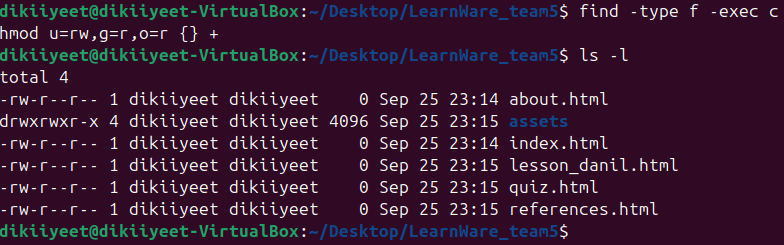 dikiiyeet@dikiiyeet-VirtualBox:~/Desktop/LearnWare_team5$ find -type f -exec c
hmod u=rw,g=r,o=r {} +
dikiiyeet@dikiiyeet-VirtualBox:~/Desktop/LearnWare_team5$ ls -l
total 4
-rw-r--r-- 1 dikiiyeet dikiiyeet    0 Sep 25 23:14 about.html
drwxrwxr-x 4 dikiiyeet dikiiyeet 4096 Sep 25 23:15 assets
-rw-r--r-- 1 dikiiyeet dikiiyeet    0 Sep 25 23:14 index.html
-rw-r--r-- 1 dikiiyeet dikiiyeet    0 Sep 25 23:15 lesson_danil.html
-rw-r--r-- 1 dikiiyeet dikiiyeet    0 Sep 25 23:15 quiz.html
-rw-r--r-- 1 dikiiyeet dikiiyeet    0 Sep 25 23:15 references.html
dikiiyeet@dikiiyeet-VirtualBox:~/Desktop/LearnWare_team5$